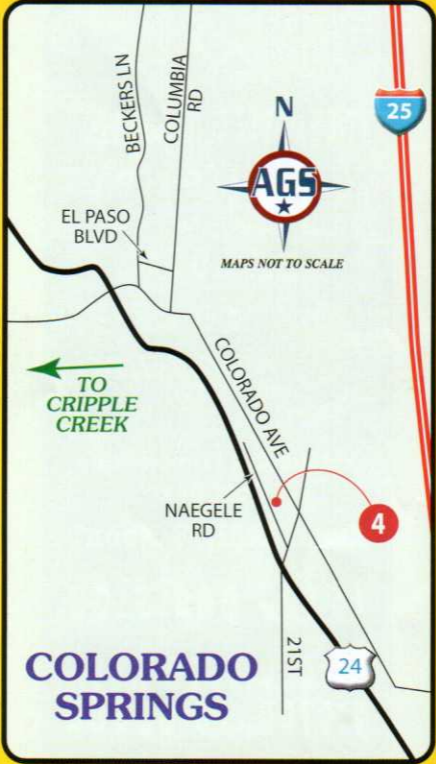 BECKERS LN
COLUMBIA
RD
25
N
AGS
MAPS NOT TO SCALE
EL PASO
BLVD
TO
CRIPPLE
CREEK
COLORADO AVE
NAEGELE
RD
4
21ST
24
COLORADO
SPRINGS